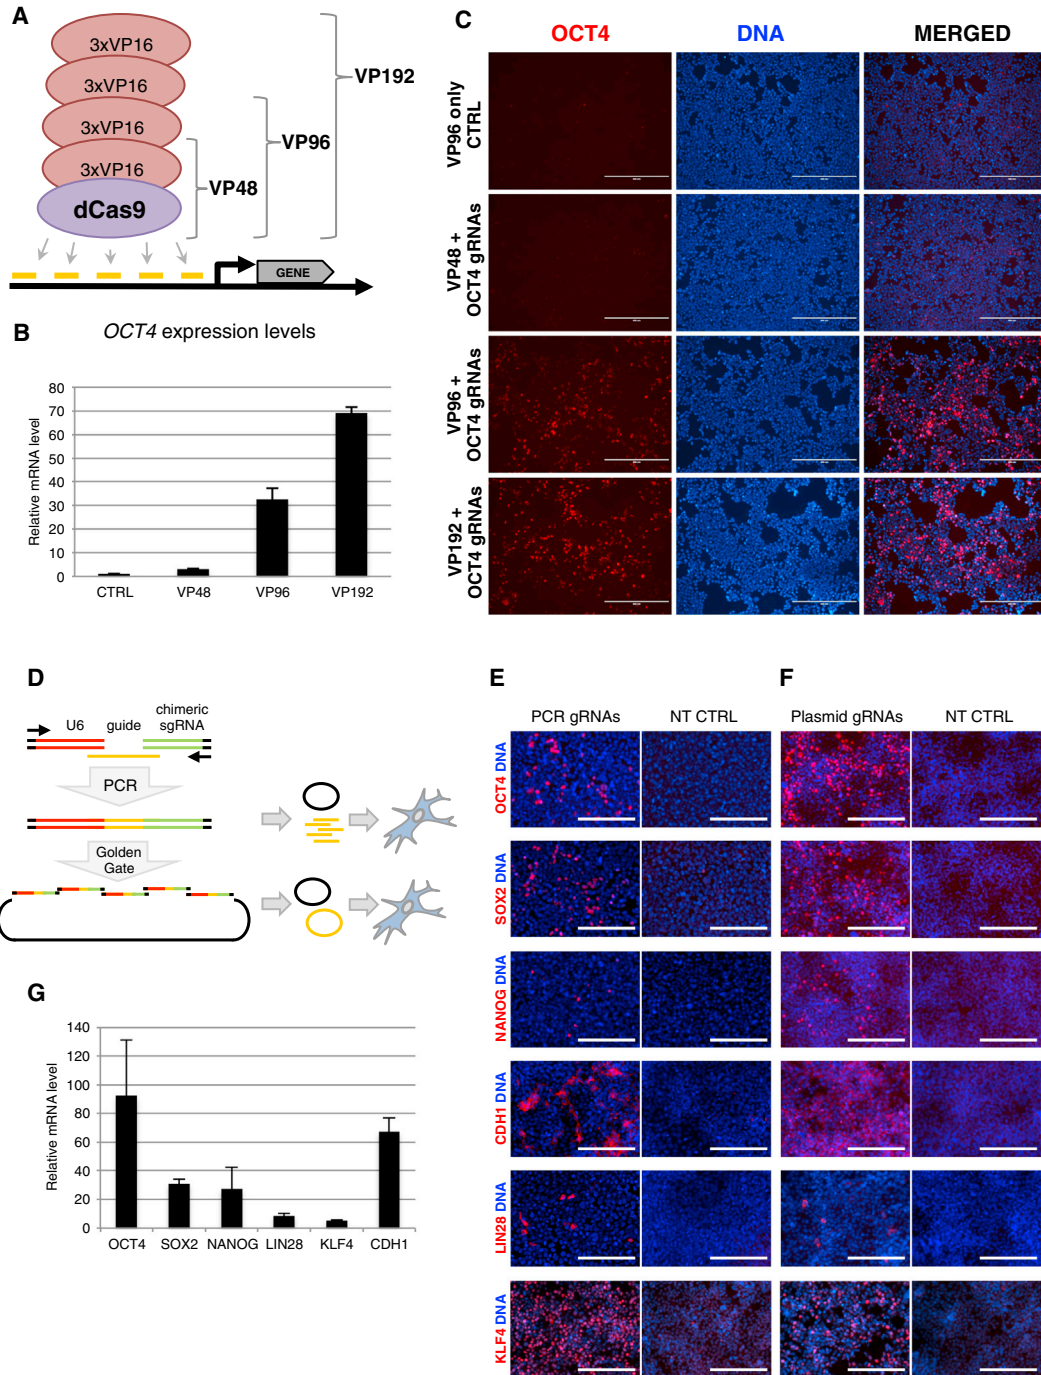 A
3xVP16
3xVP16
3xVP16
3xVP16
dCas9
VP48
VP96
VP192
GENE
B
OCT4 expression levels
Relative mRNA level
80
70
60
50
40
30
20
10
0
CTRL VP48 VP96 VP192
C
OCT4 DNA MERGED
VP96 only
CTRL
VP48 +
OCT4 gRNAs
VP96 +
OCT4 gRNAs
VP192 +
OCT4 gRNAs
D
U6 guide chimeric
sgRNA
PCR
Golden
Gate
E
PCR gRNAs NT CTRL
F
Plasmid gRNAs NT CTRL
OCT4 DNA
SOX2 DNA
NANOG DNA
CDH1 DNA
LIN28 DNA
KLF4 DNA
G
Relative mRNA level
140
120
100
80
60
40
20
0
OCT4 SOX2 NANOG LIN28 KLF4 CDH1